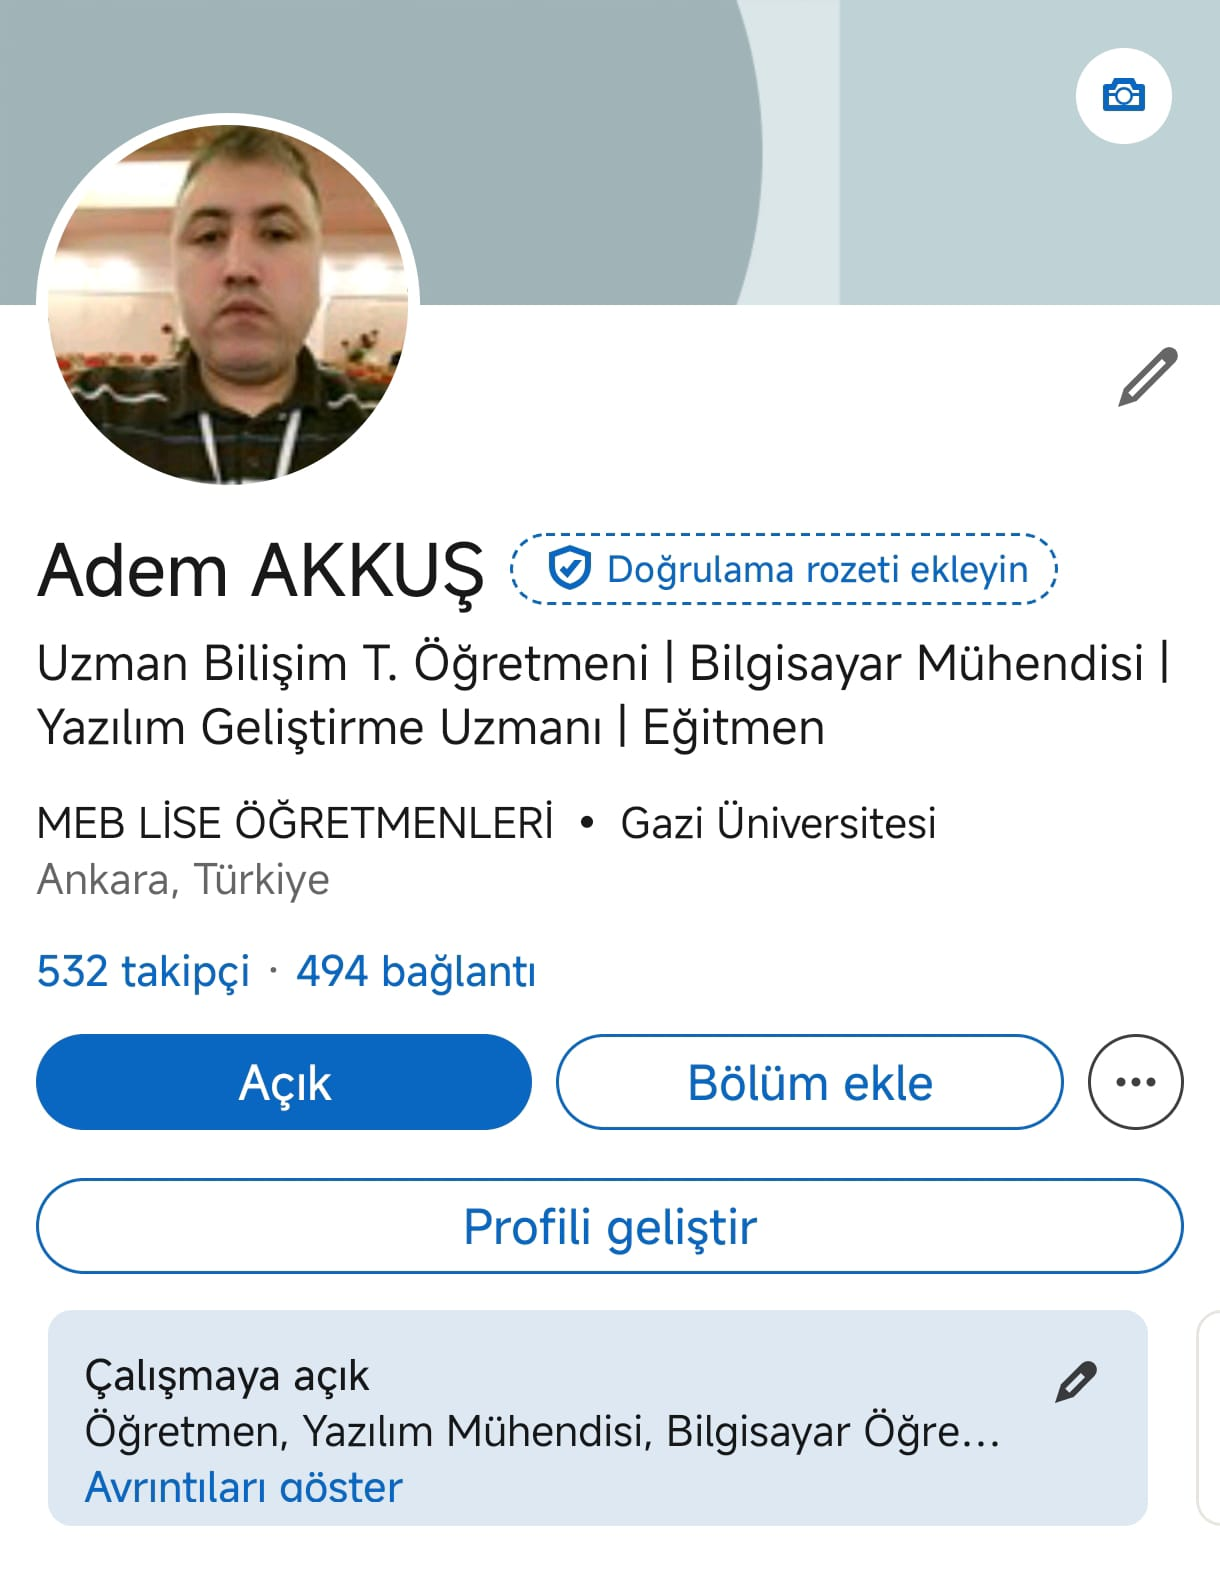 Adem AKKUŞ
Doğrulama rozeti ekleyin
Uzman Bilişim T. Öğretmeni | Bilgisayar Mühendisi |
Yazılım Geliştirme Uzmanı | Eğitmen
MEB LİSE ÖĞRETMENLERİ • Gazi Üniversitesi
Ankara, Türkiye
532 takipçi · 494 bağlantı
Açık
Bölüm ekle
Profili geliştir
Çalışmaya açık
Öğretmen, Yazılım Mühendisi, Bilgisayar Öğre...
Ayrıntıları göster